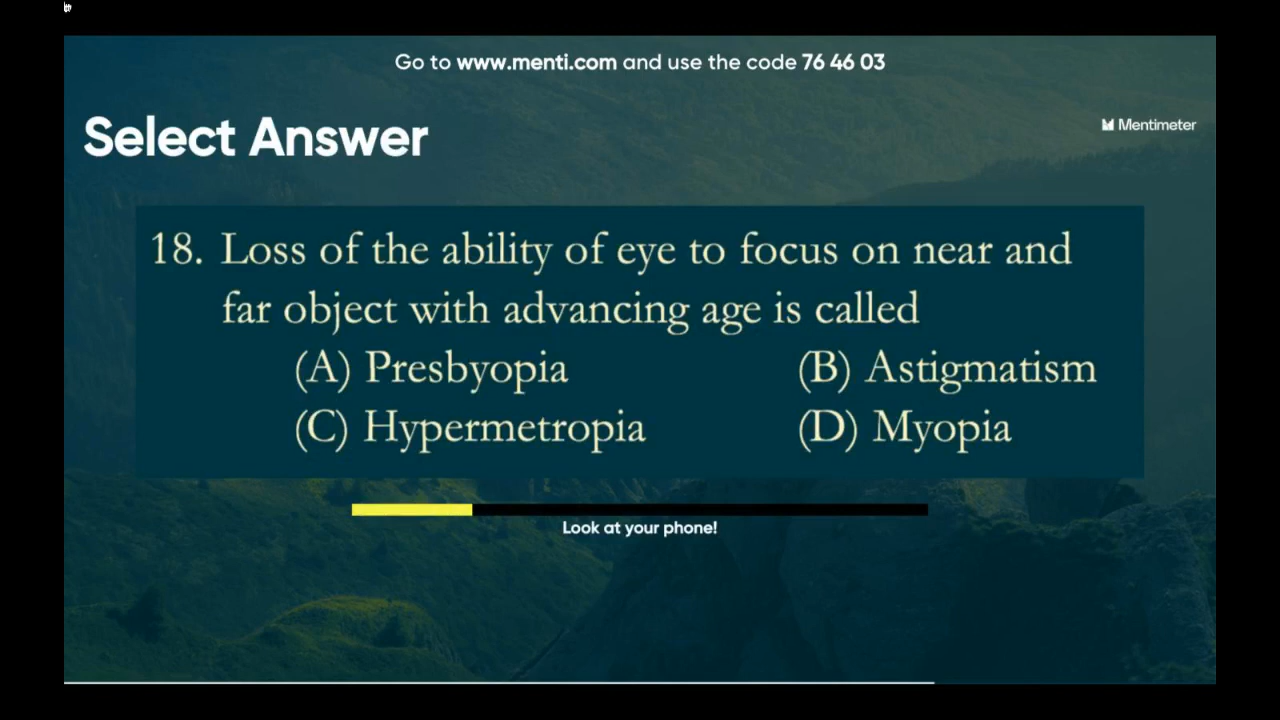 Go to www.menti.com and use the code 76 46 03
Select Answer
Mentimeter
18. Loss of the ability of eye to focus on near and
far object with advancing age is called
(A) Presbyopia (B) Astigmatism
(C) Hypermetropia (D) Myopia
Look at your phone!